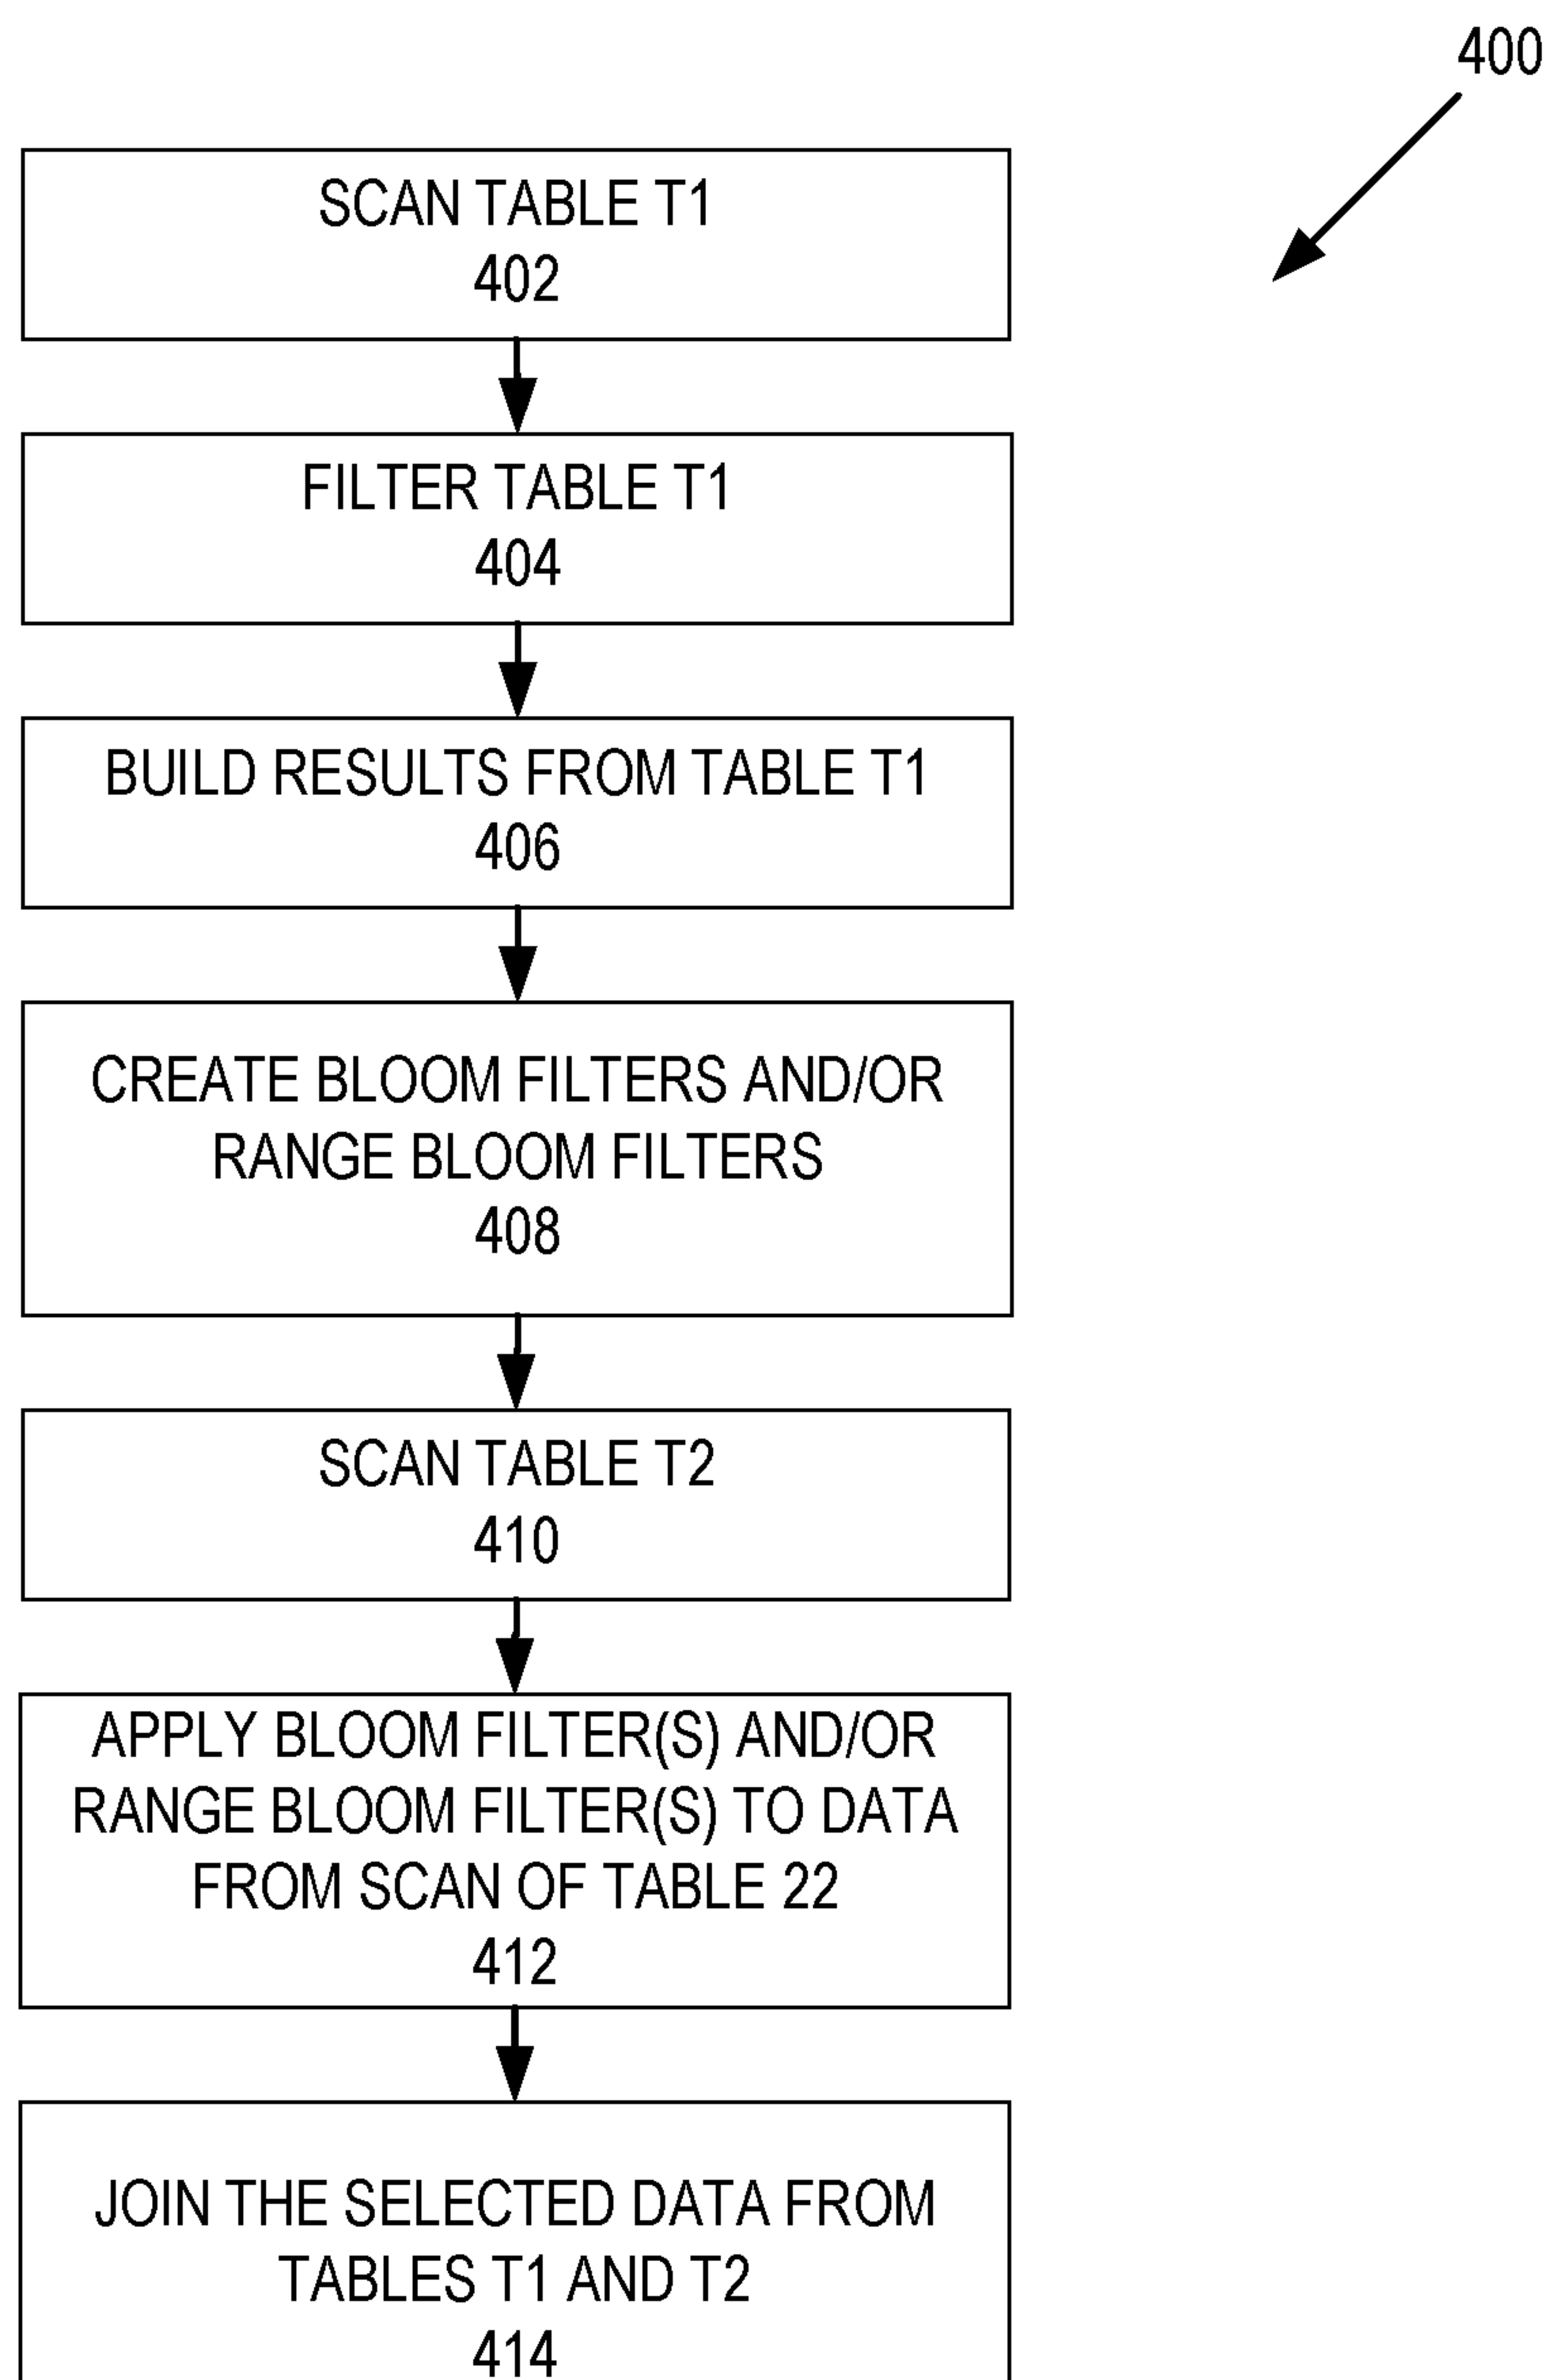 400
SCAN TABLE T1
402
FILTER TABLE T1
404
BUILD RESULTS FROM TABLE T1
406
CREATE BLOOM FILTERS AND/OR
RANGE BLOOM FILTERS
408
SCAN TABLE T2
410
APPLY BLOOM FILTER(S) AND/OR
RANGE BLOOM FILTER(S) TO DATA
FROM SCAN OF TABLE 22
412
JOIN THE SELECTED DATA FROM
TABLES T1 AND T2
414